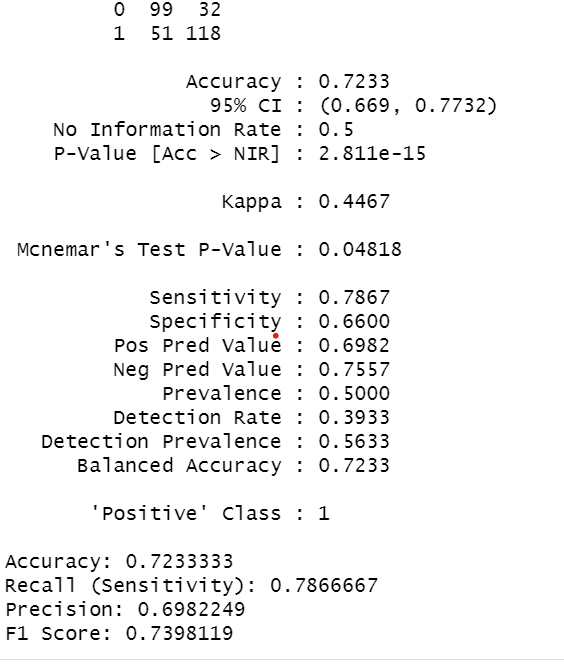 0 99 32
1 51 118
Accuracy : 0.7233
95% CI : (0.669, 0.7732)
No Information Rate : 0.5
P-Value [Acc > NIR] : 2.811e-15
Kappa : 0.4467
Mcnemar's Test P-Value : 0.04818
Sensitivity : 0.7867
Specificity : 0.6600
Pos Pred Value : 0.6982
Neg Pred Value : 0.7557
Prevalence : 0.5000
Detection Rate : 0.3933
Detection Prevalence : 0.5633
Balanced Accuracy : 0.7233
'Positive' Class : 1
Accuracy: 0.7233333
Recall (Sensitivity): 0.7866667
Precision: 0.6982249
F1 Score: 0.7398119